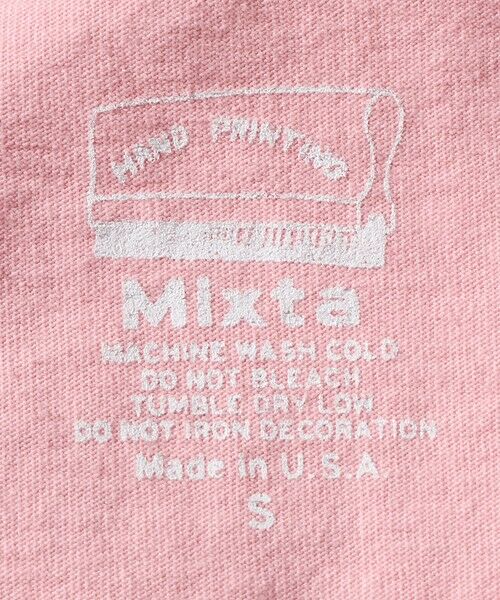 HAND PRINTING
Mixta
MACHINE WASH COLD
DO NOT BLEACH
TUMBLE DRY LOW
DO NOT IRON DECORATION
Made in U.S.A.
S